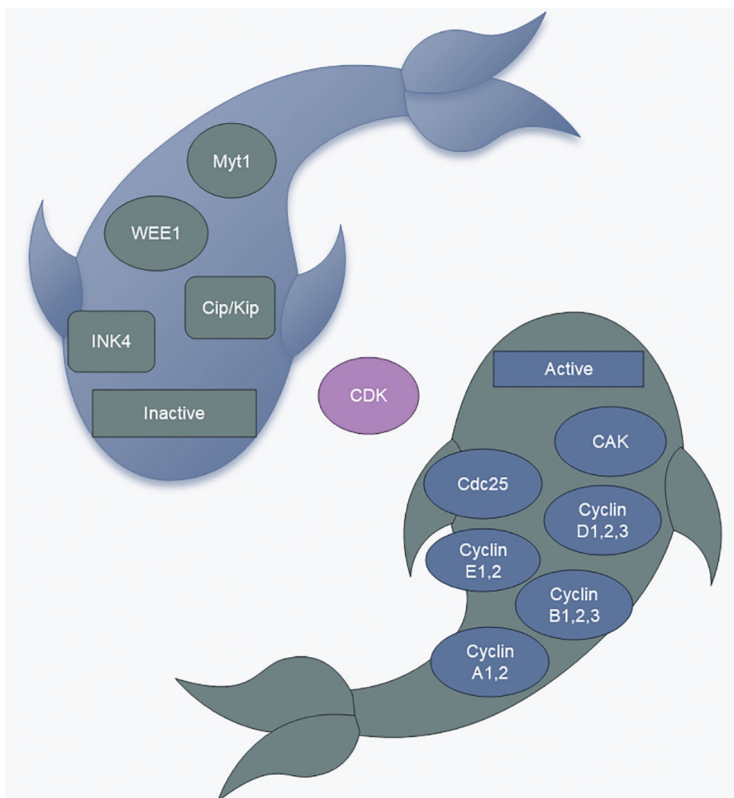 Myt1
WEE1
Cip/Kip
INK4
Inactive
CDK
Active
CAK
Cdc25
Cyclin
D1,2,3
Cyclin
E1,2
Cyclin
B1,2,3
Cyclin
A1,2